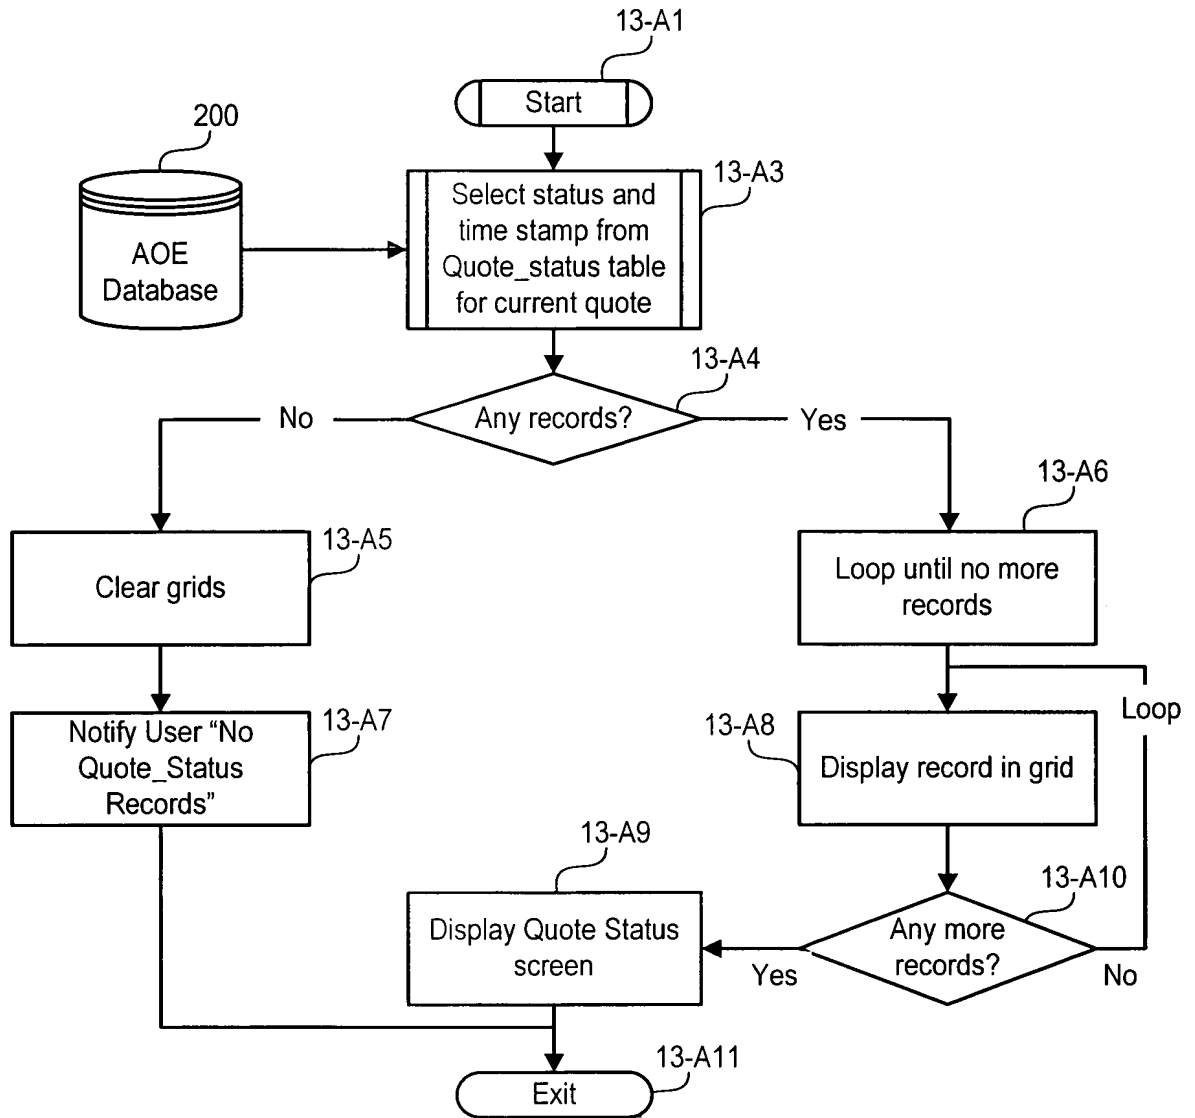 13-A1
Start
200
AOE
Database
13-A3
Select status and
time stamp from
Quote_status table
for current quote
13-A4
Any records?
No
Yes
13-A5
Clear grids
13-A6
Loop until no more
records
13-A7
Notify User “No
Quote_Status
Records”
13-A8
Display record in grid
Loop
13-A9
Display Quote Status
screen
13-A10
Any more
records?
Yes
No
13-A11
Exit